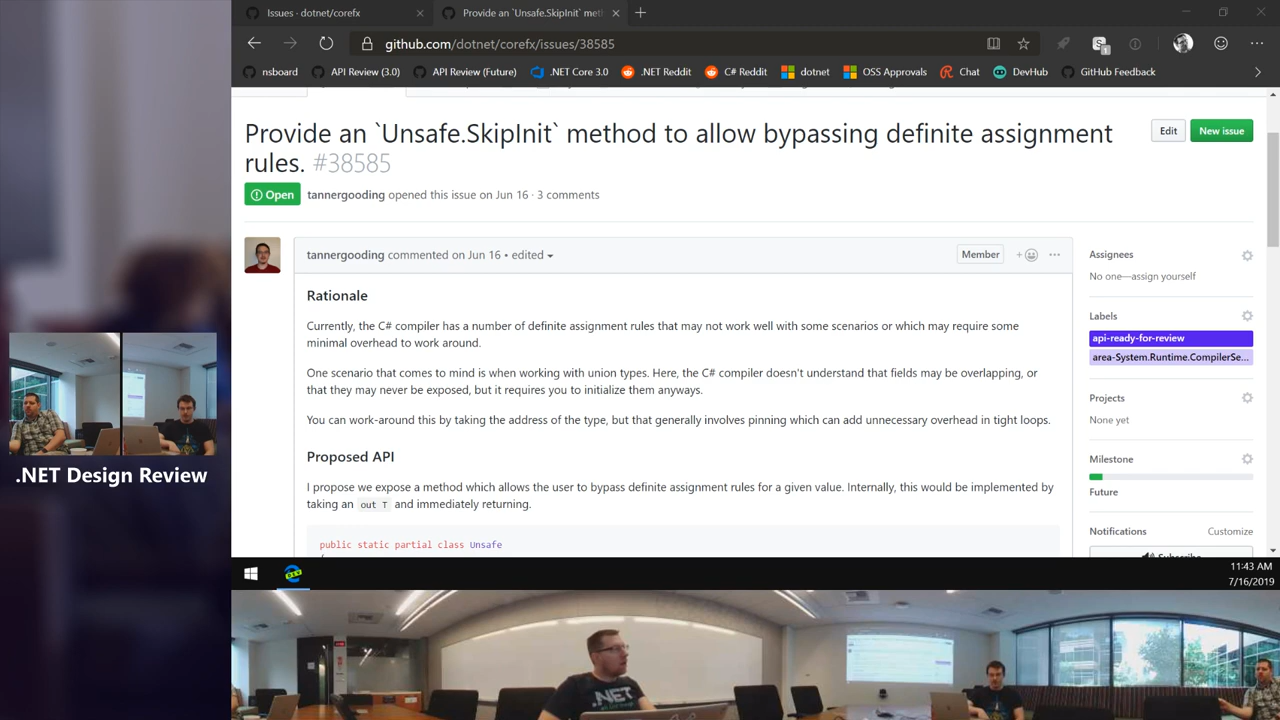 Issues - dotnet/corefx
Provide an `Unsafe.SkipInit` meth
github.com/dotnet/corefx/issues/38585
nsboard
API Review (3.0)
API Review (Future)
.NET Core 3.0
.NET Reddit
C# Reddit
dotnet
OSS Approvals
Chat
DevHub
GitHub Feedback
Provide an `Unsafe.SkipInit` method to allow bypassing definite assignment
rules. #38585
Edit
New issue
Open
tannergooding opened this issue on Jun 16 · 3 comments
tannergooding commented on Jun 16 • edited
Member
Rationale
Currently, the C# compiler has a number of definite assignment rules that may not work well with some scenarios or which may require some
minimal overhead to work around.
One scenario that comes to mind is when working with union types. Here, the C# compiler doesn't understand that fields may be overlapping, or
that they may never be exposed, but it requires you to initialize them anyways.
You can work-around this by taking the address of the type, but that generally involves pinning which can add unnecessary overhead in tight loops.
Proposed API
I propose we expose a method which allows the user to bypass definite assignment rules for a given value. Internally, this would be implemented by
taking an out T and immediately returning.
public static partial class Unsafe
Assignees
No one—assign yourself
Labels
api-ready-for-review
area-System.Runtime.CompilerSe...
Projects
None yet
Milestone
Future
Notifications
Customize
Subscribe
.NET Design Review
11:43 AM
7/16/2019
.NET